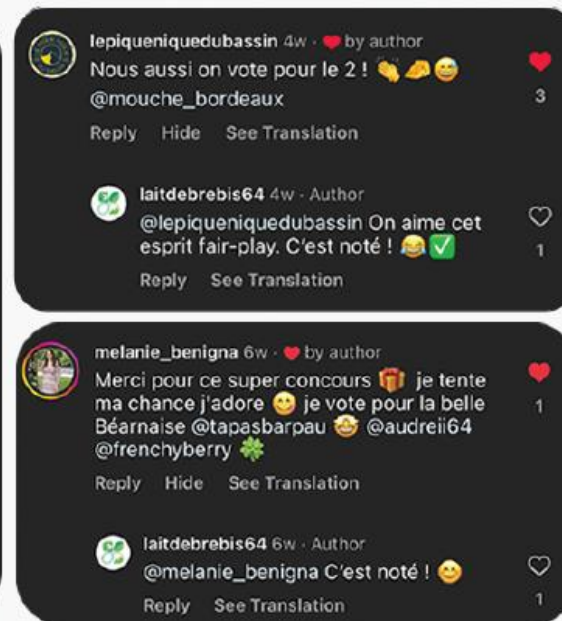 lepiqueniquedubassin 4w · ❤️ by author
Nous aussi on vote pour le 2 ! 👏🧀😅
@mouche_bordeaux
3
Reply Hide See Translation
laitdebrebis64 4w · Author
@lepiqueniquedubassin On aime cet
esprit fair-play. C'est noté ! 😂✅
1
Reply See Translation
melanie_benigna 6w · ❤️ by author
Merci pour ce super concours 🎁 je tente
ma chance j'adore 😊 je vote pour la belle
Béarnaise @tapasbarpau 🤩 @audreii64
@frenchyberry 🍀
1
Reply Hide See Translation
laitdebrebis64 6w · Author
@melanie_benigna C'est noté ! 😊
1
Reply See Translation